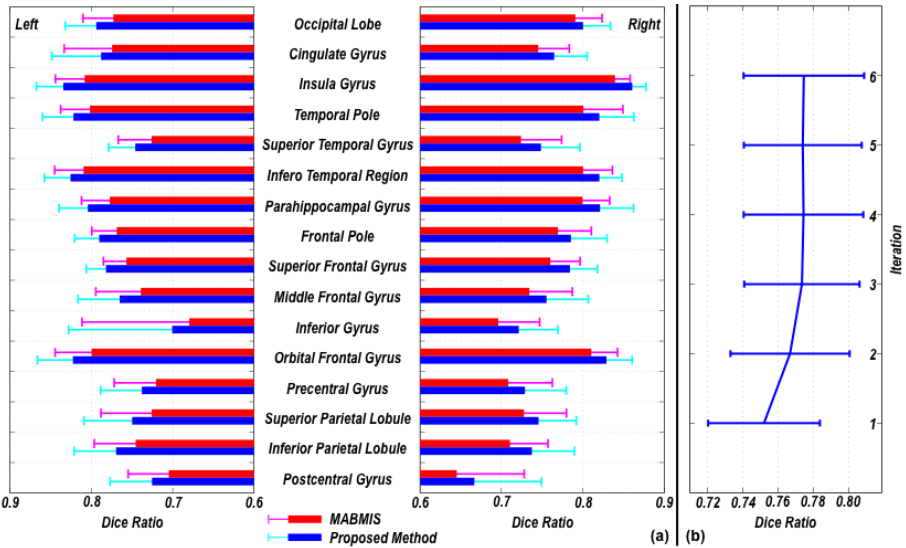 Left
Right
Occipital Lobe
Cingulate Gyrus
Insula Gyrus
Temporal Pole
Superior Temporal Gyrus
Infero Temporal Region
Parahippocampal Gyrus
Frontal Pole
Superior Frontal Gyrus
Middle Frontal Gyrus
Inferior Gyrus
Orbital Frontal Gyrus
Precentral Gyrus
Superior Parietal Lobule
Inferior Parietal Lobule
Postcentral Gyrus
0.9 0.8 0.7 0.6
Dice Ratio
0.6 0.7 0.8 0.9
Dice Ratio
MABMIS
Proposed Method
(a)
6
5
4
3
2
1
Iteration
0.72 0.74 0.76 0.78 0.80
Dice Ratio
(b)